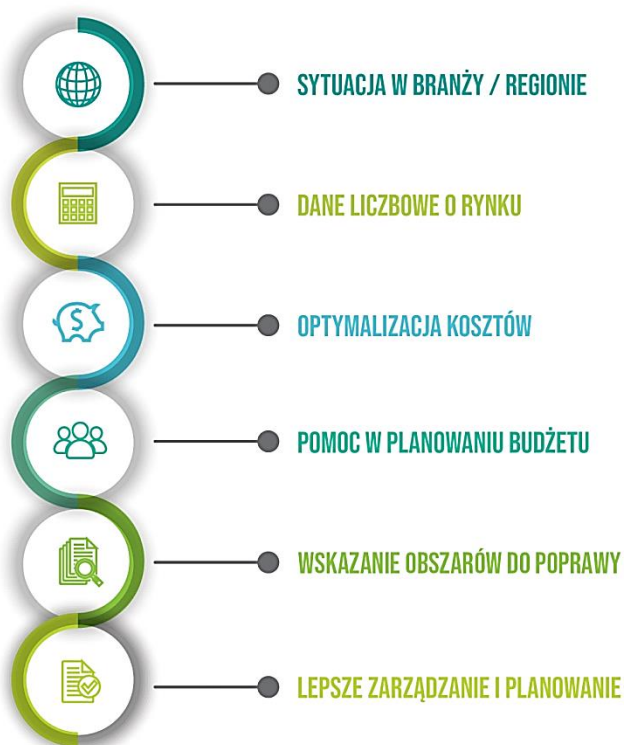 SYTUACJA W BRANŻY / REGIONIE
DANE LICZBOWE O RYNKU
$
OPTYMALIZACJA KOSZTÓW
POMOC W PLANOWANIU BUDŻETU
WSKAZANIE OBSZARÓW DO POPRAWY
LEPSZE ZARZĄDZANIE I PLANOWANIE